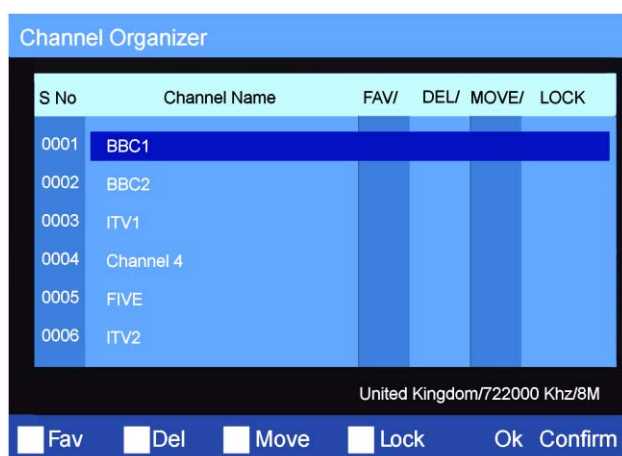 Channel Organizer
S No Channel Name FAV/ DEL/ MOVE/ LOCK
0001 BBC1
0002 BBC2
0003 ITV1
0004 Channel 4
0005 FIVE
0006 ITV2
United Kingdom/722000 Khz/8M
Fav Del Move Lock Ok Confirm